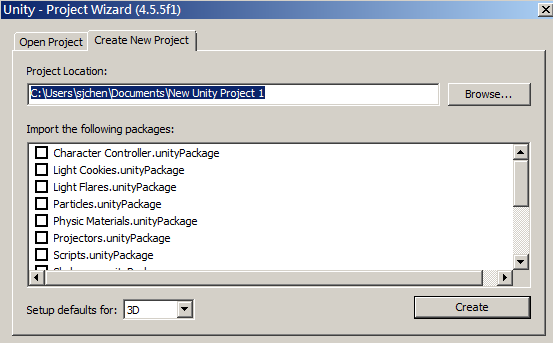 Unity - Project Wizard (4.5.5f1)
Open Project
Create New Project
Project Location:
C:\Users\sjchen\Documents\New Unity Project 1
Browse...
Import the following packages:
Character Controller.unityPackage
Light Cookies.unityPackage
Light Flares.unityPackage
Particles.unityPackage
Physic Materials.unityPackage
Projectors.unityPackage
Scripts.unityPackage
Setup defaults for:
3D
Create